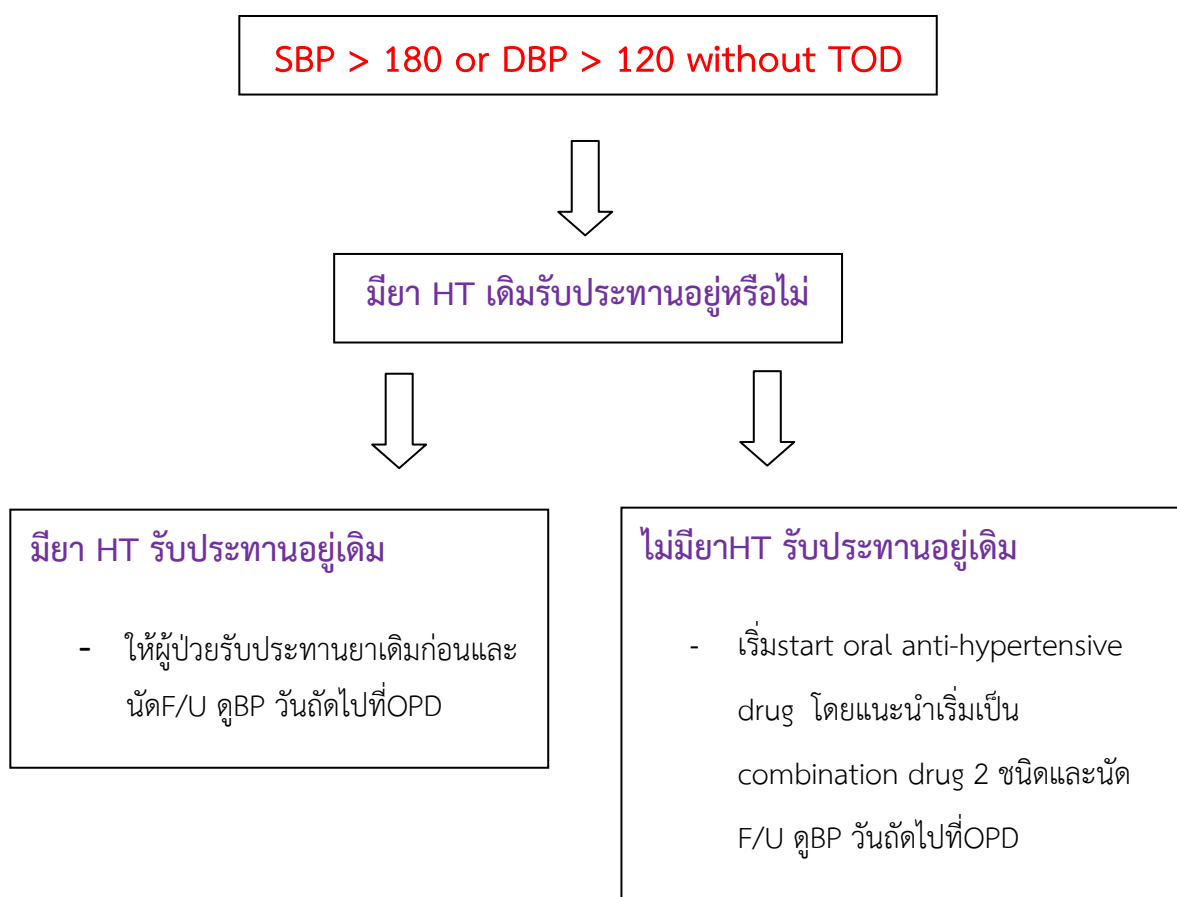 SBP > 180 or DBP > 120 without TOD
มียา HT เดิมรับประทานอยู่หรือไม่
มียา HT รับประทานอยู่เดิม
- ให้ผู้ป่วยรับประทานยาเดิมก่อนและ
นัดF/U ดูBP วันถัดไปที่OPD
ไม่มียาHT รับประทานอยู่เดิม
- เริ่มstart oral anti-hypertensive
drug โดยแนะนำเริ่มเป็น
combination drug 2 ชนิดและนัด
F/U ดูBP วันถัดไปที่OPD